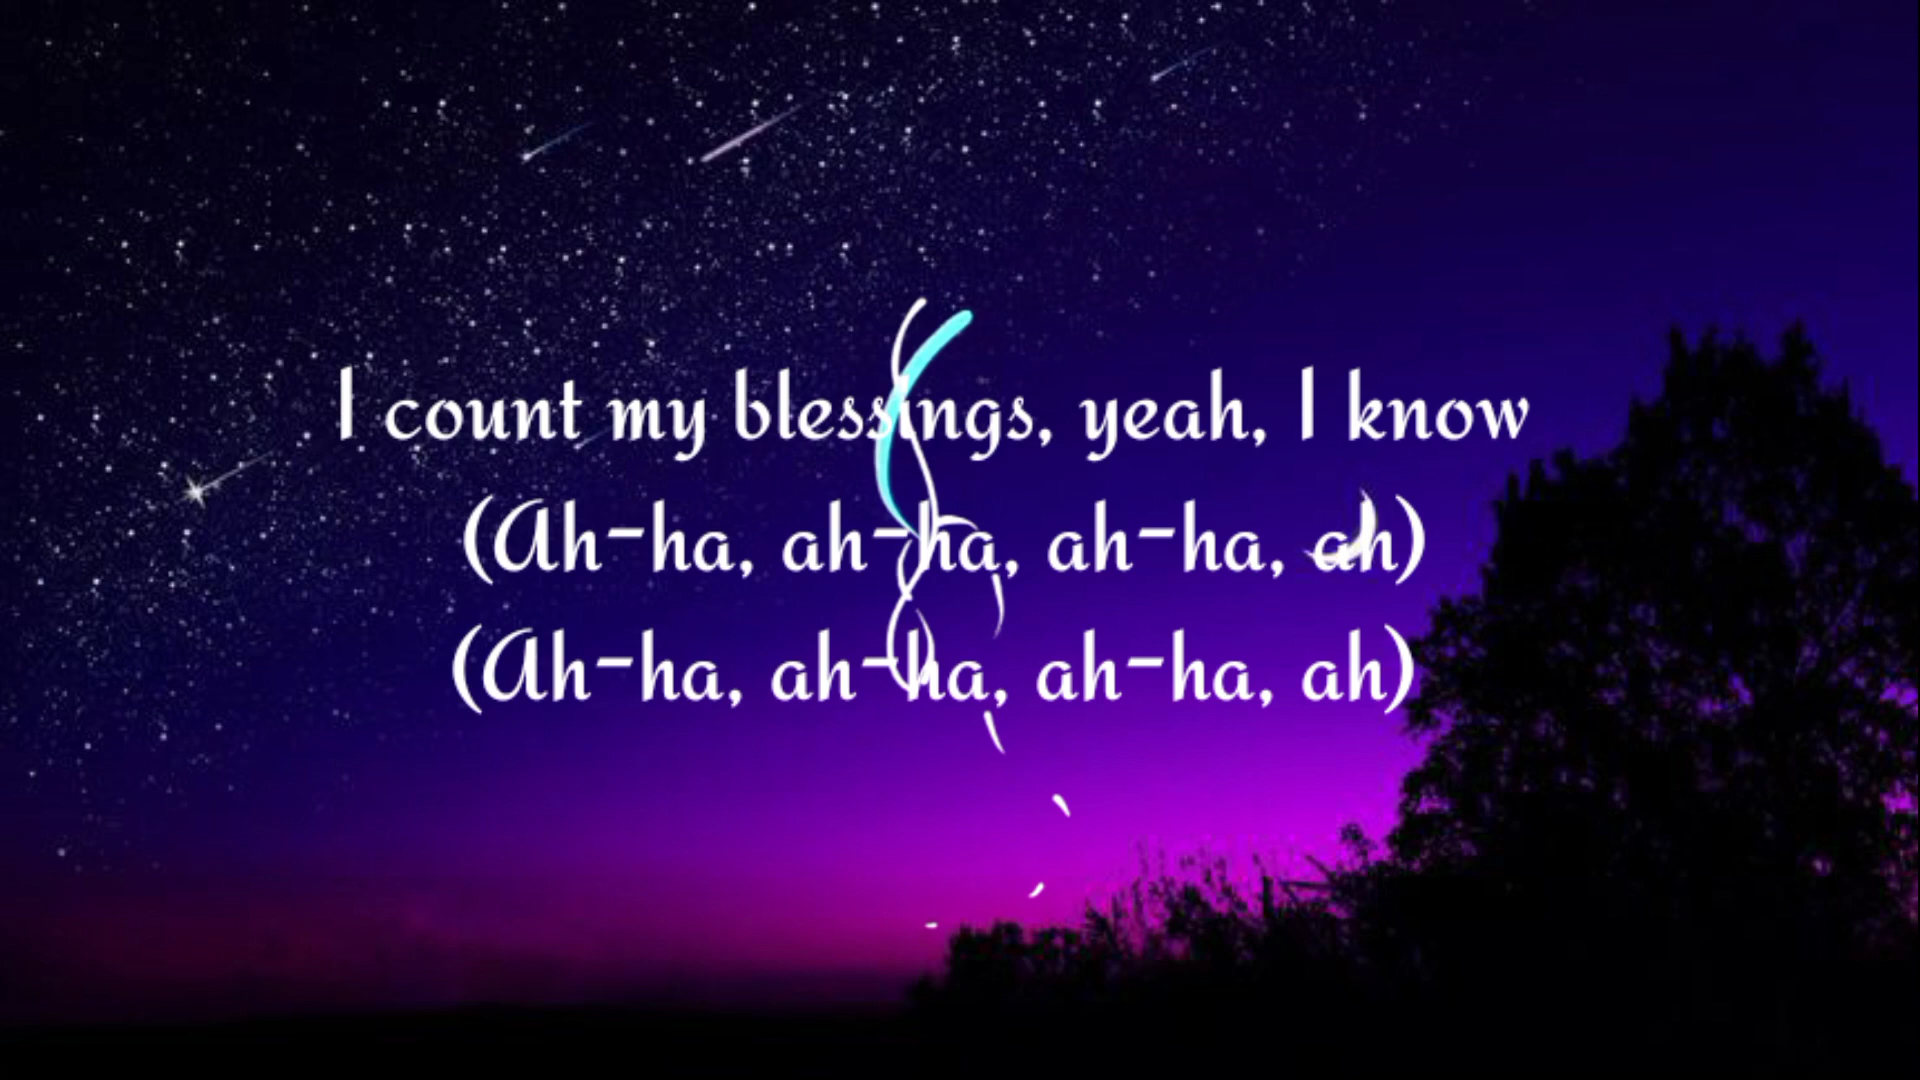 I count my blessings, yeah, I know
(Ah-ha, ah-ha, ah-ha, ah)
(Ah-ha, ah-ha, ah-ha, ah)